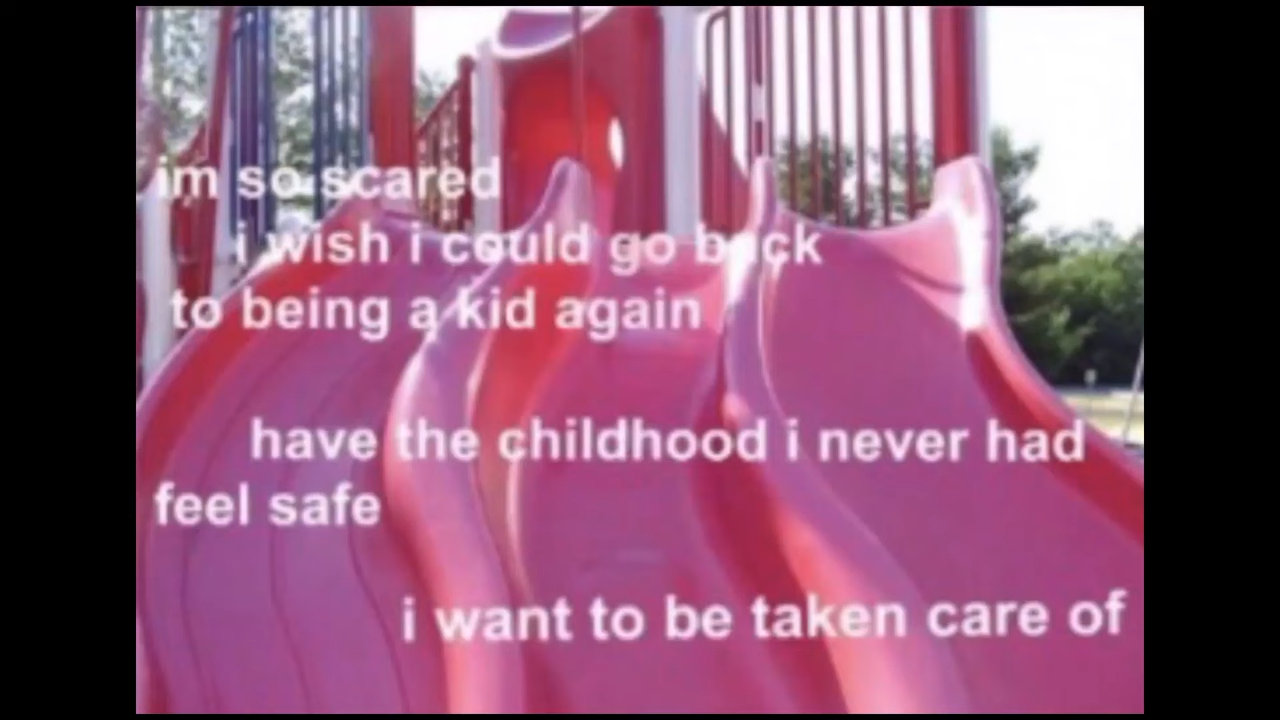 im so scared
i wish i could go back
to being a kid again
have the childhood i never had
feel safe
i want to be taken care of